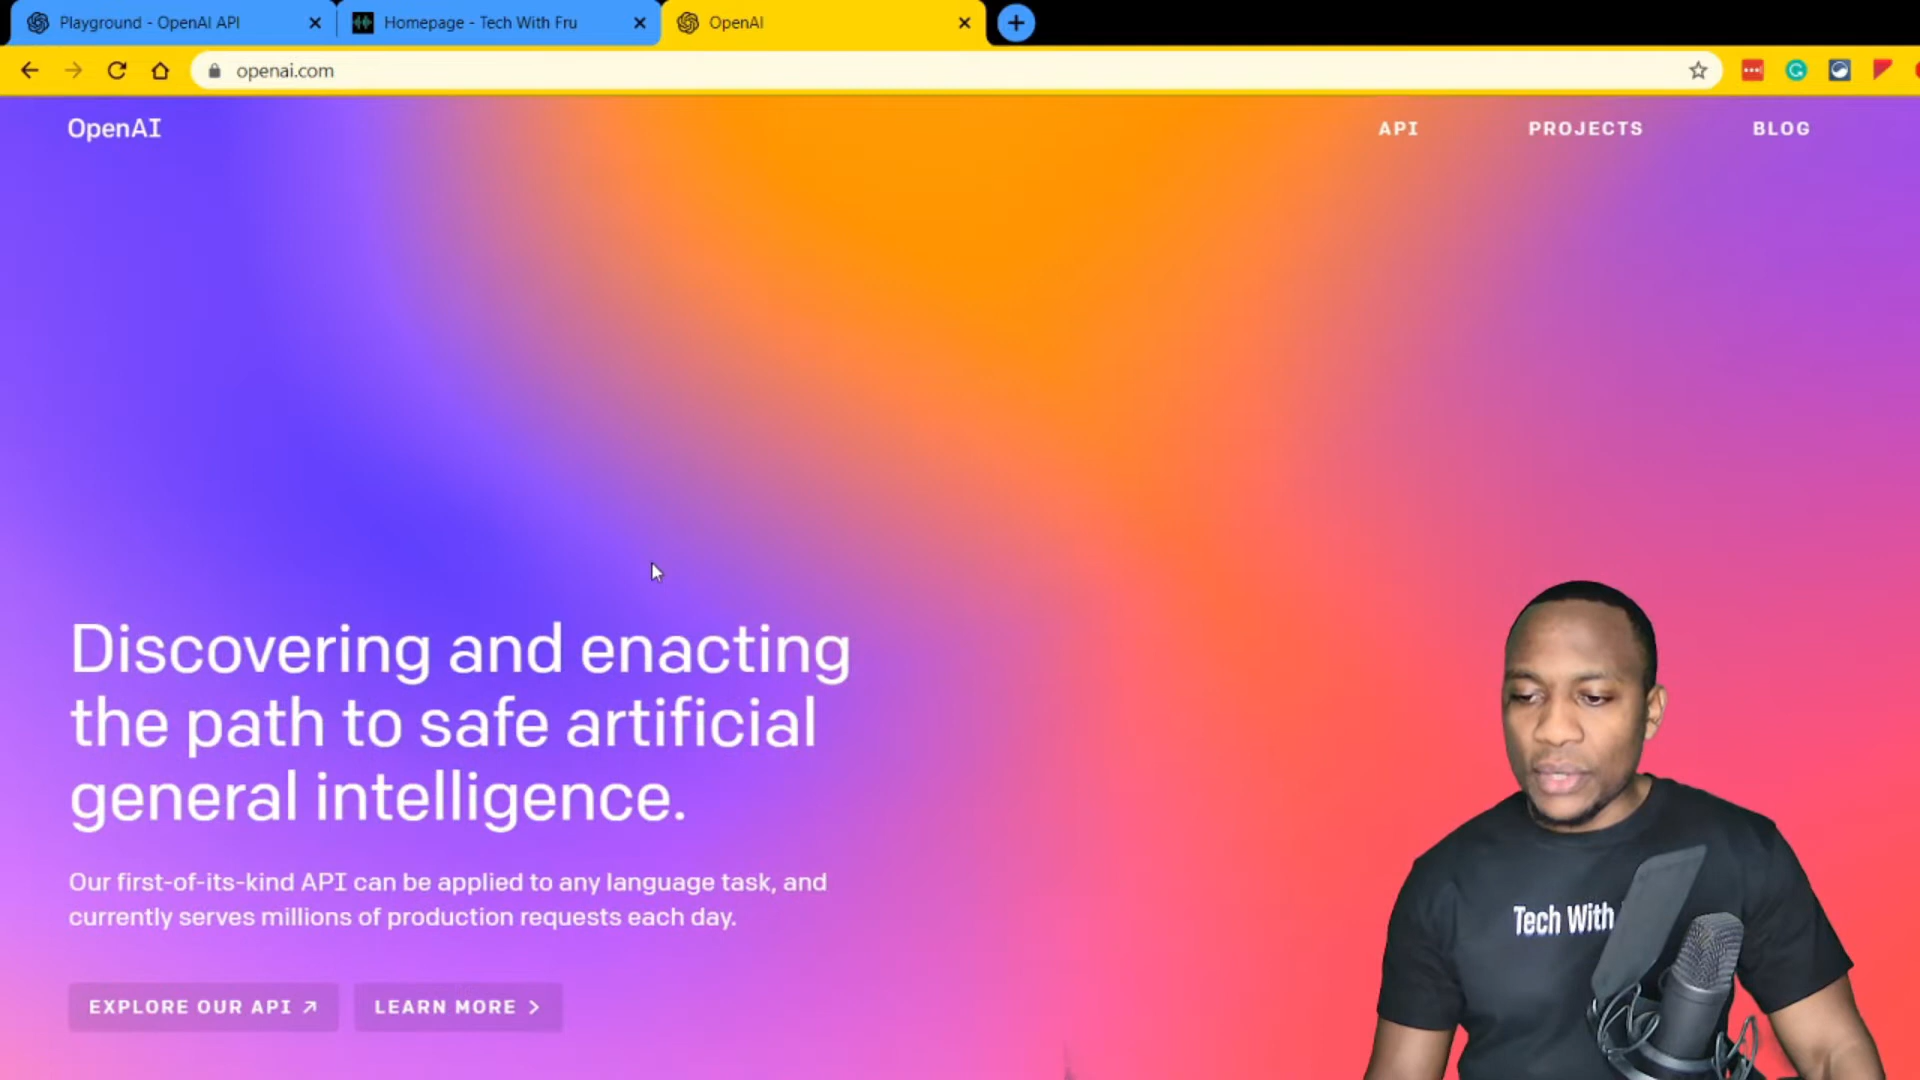 Playground - OpenAI API
Homepage - Tech With Fru
OpenAI
openai.com
OpenAI
API
PROJECTS
BLOG
Discovering and enacting
the path to safe artificial
general intelligence.
Our first-of-its-kind API can be applied to any language task, and
currently serves millions of production requests each day.
EXPLORE OUR API
LEARN MORE
Tech With